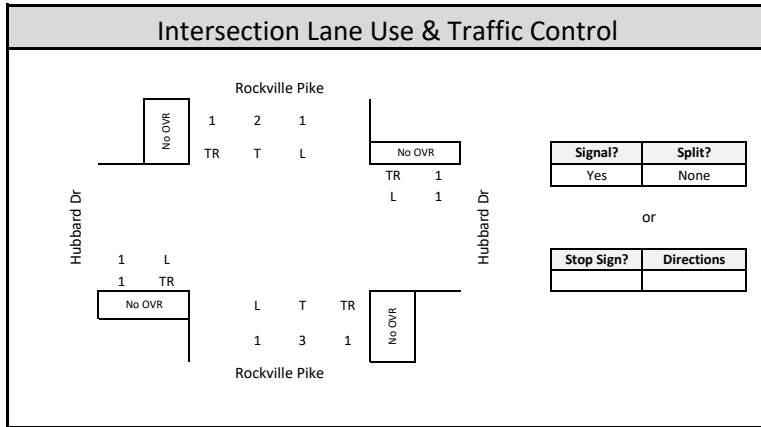 Intersection Lane Use & Traffic Control
Rockville Pike
No OVR
1 2 1
TR T L
No OVR
TR 1
L 1
Hubbard Dr
Hubbard Dr
1 L
1 TR
No OVR
L T TR
1 3 1
No OVR
Rockville Pike
Signal? Split?
Yes None
or
Stop Sign? Directions